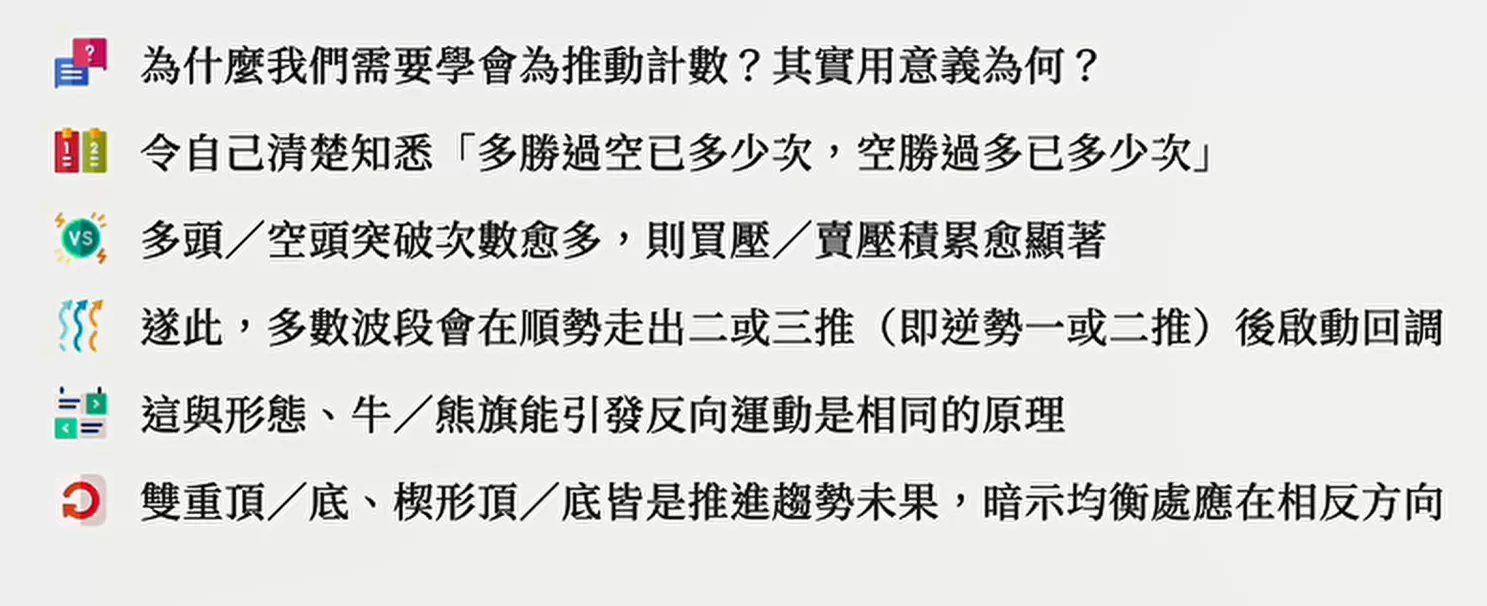 為什麼我們需要學會為推動計數？其實用意義為何？
令自己清楚知悉「多勝過空已多少次，空勝過多已多少次」
多頭／空頭突破次數愈多，則買壓／賣壓積累愈顯著
遂此，多數波段會在順勢走出二或三推（即逆勢一或二推）後啟動回調
這與形態、牛／熊旗能引發反向運動是相同的原理
雙重頂／底、楔形頂／底皆是推進趨勢未果，暗示均衡處應在相反方向